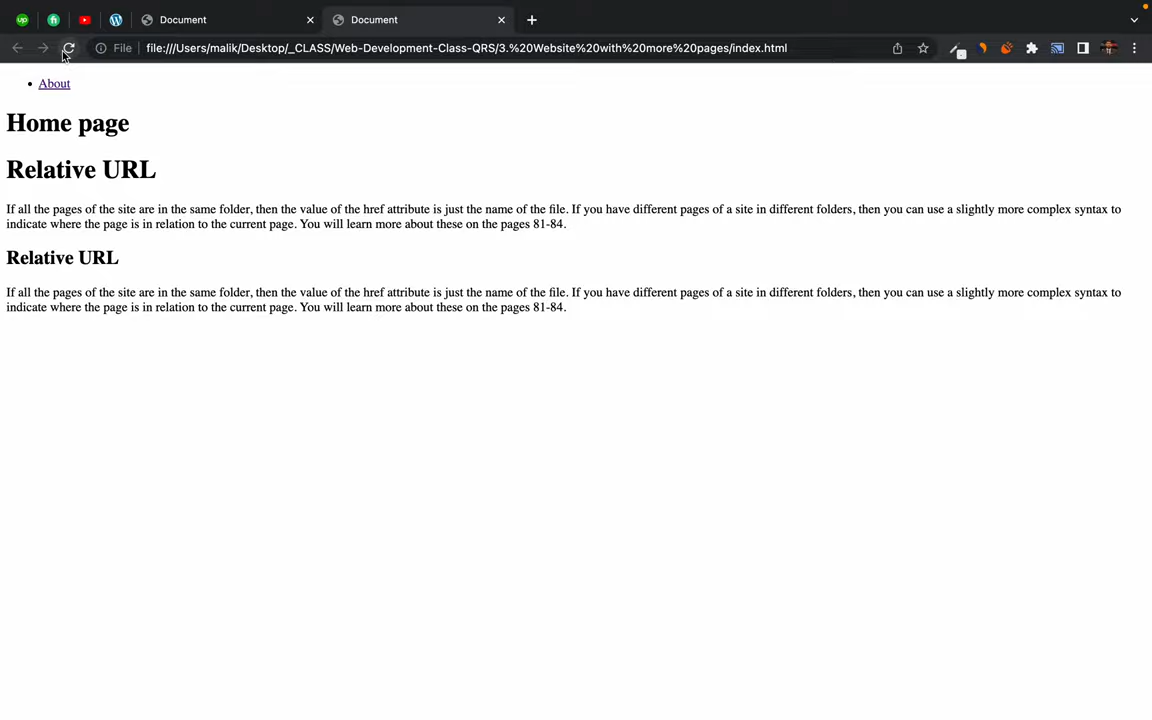 up fi Document Document
File file:///Users/malik/Desktop/_CLASS/Web-Development-Class-QRS/3.%20Website%20with%20more%20pages/index.html
• About
Home page
Relative URL
If all the pages of the site are in the same folder, then the value of the href attribute is just the name of the file. If you have different pages of a site in different folders, then you can use a slightly more complex syntax to
indicate where the page is in relation to the current page. You will learn more about these on the pages 81-84.
Relative URL
If all the pages of the site are in the same folder, then the value of the href attribute is just the name of the file. If you have different pages of a site in different folders, then you can use a slightly more complex syntax to
indicate where the page is in relation to the current page. You will learn more about these on the pages 81-84.